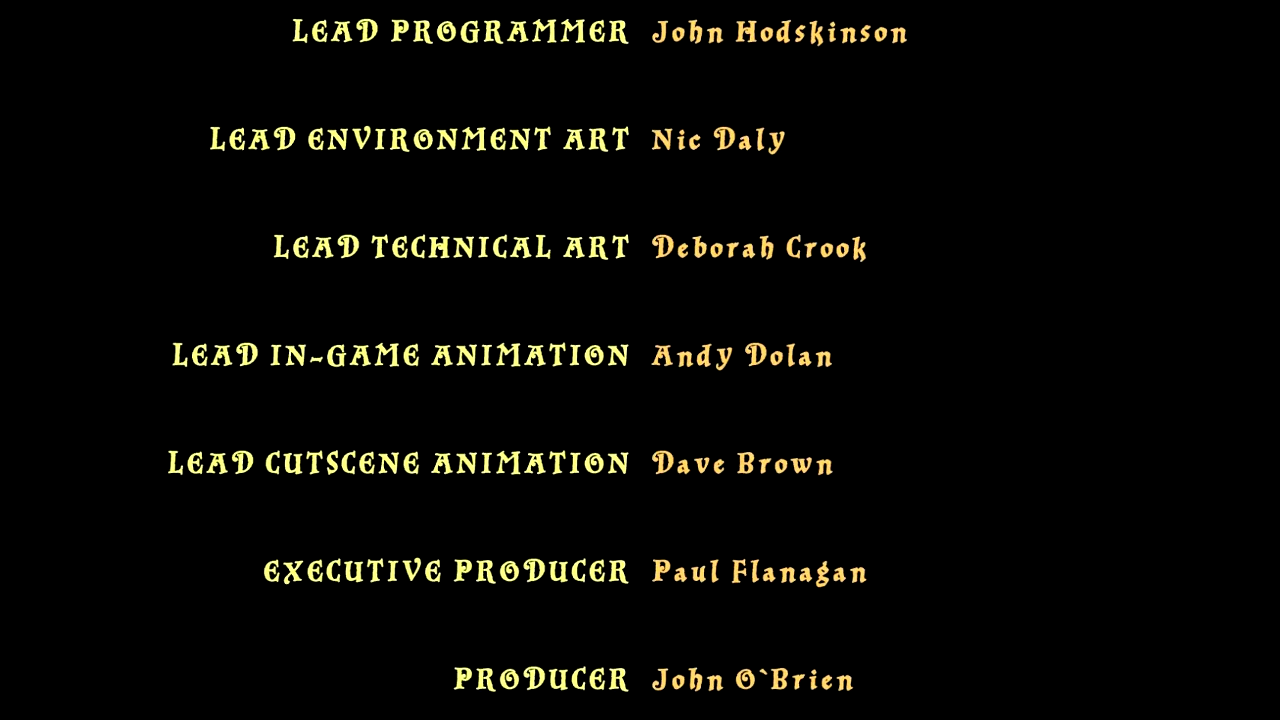 LEAD PROGRAMMER John Hodskinson
LEAD ENVIRONMENT ART Nic Daly
LEAD TECHNICAL ART Deborah Crook
LEAD IN-GAME ANIMATION Andy Dolan
LEAD CUTSCENE ANIMATION Dave Brown
EXECUTIVE PRODUCER Paul Flanagan
PRODUCER John O`Brien